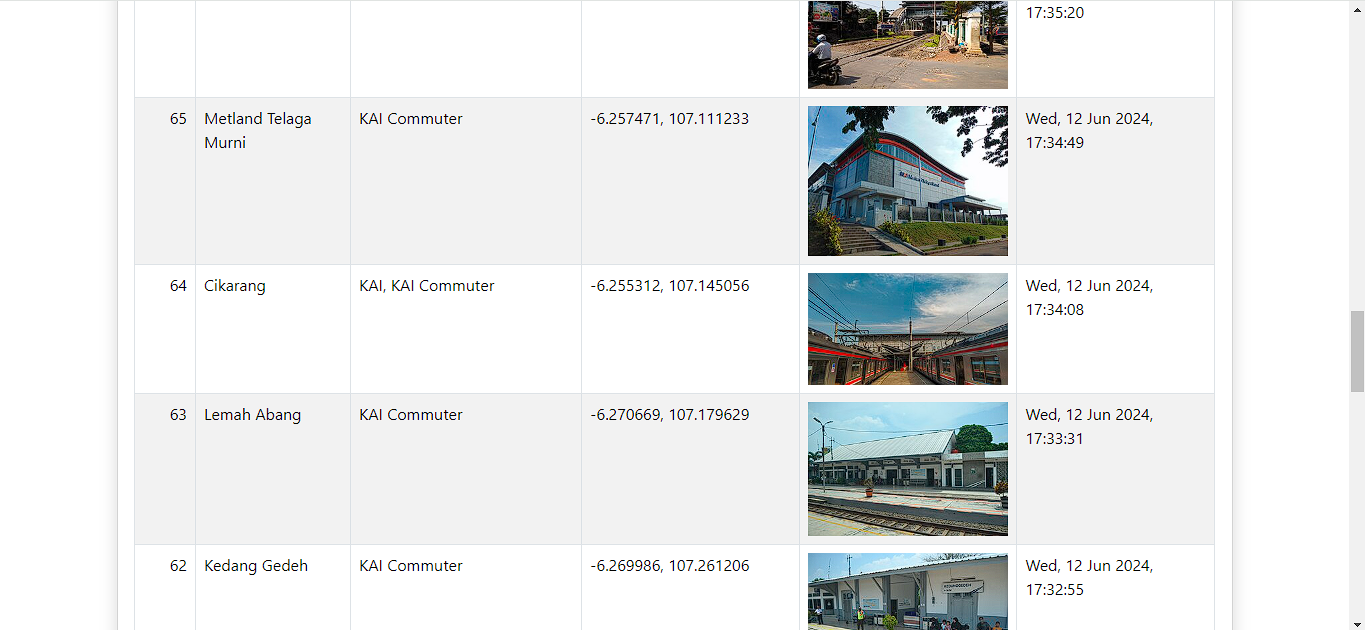 17:35:20
65
Metland Telaga
Murni
KAI Commuter
-6.257471, 107.111233
Wed, 12 Jun 2024,
17:34:49
64
Cikarang
KAI, KAI Commuter
-6.255312, 107.145056
Wed, 12 Jun 2024,
17:34:08
63
Lemah Abang
KAI Commuter
-6.270669, 107.179629
Wed, 12 Jun 2024,
17:33:31
62
Kedang Gedeh
KAI Commuter
-6.269986, 107.261206
KEDUNGGEDEH
Wed, 12 Jun 2024,
17:32:55